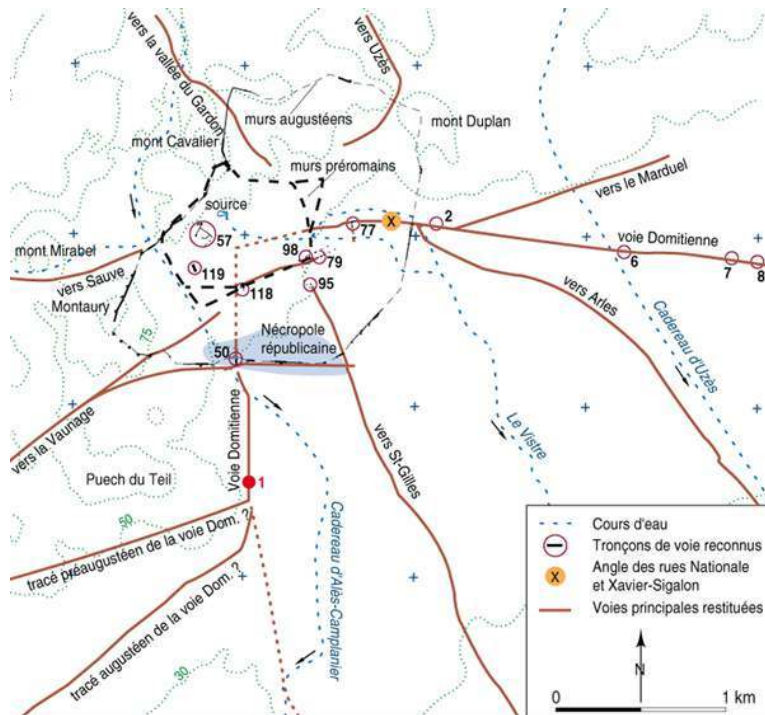 vers la vallée du Gardon
vers Uzès
murs augustéens
mont Duplan
mont Cavalier
murs préromains
source
vers le Marduel
2
77
X
57
voie Domitienne
mont Mirabel
98
79
6
7
8
119
vers Sauve
95
118
Montaury
75
Nécropole
républicaine
50
Cadereau d'Uzès
vers Arles
vers la Vaunage
Voie Domitienne
Le Vistre
vers St-Gilles
Puech du Teil
1
50
tracé préaugustéen de la voie Dom. ?
Cadereau d'Alès-Camplanier
tracé augustéen de la voie Dom. ?
30
Cours d'eau
Tronçons de voie reconnus
X
Angle des rues Nationale
et Xavier-Sigalon
Voies principales restituées
N
0
1 km